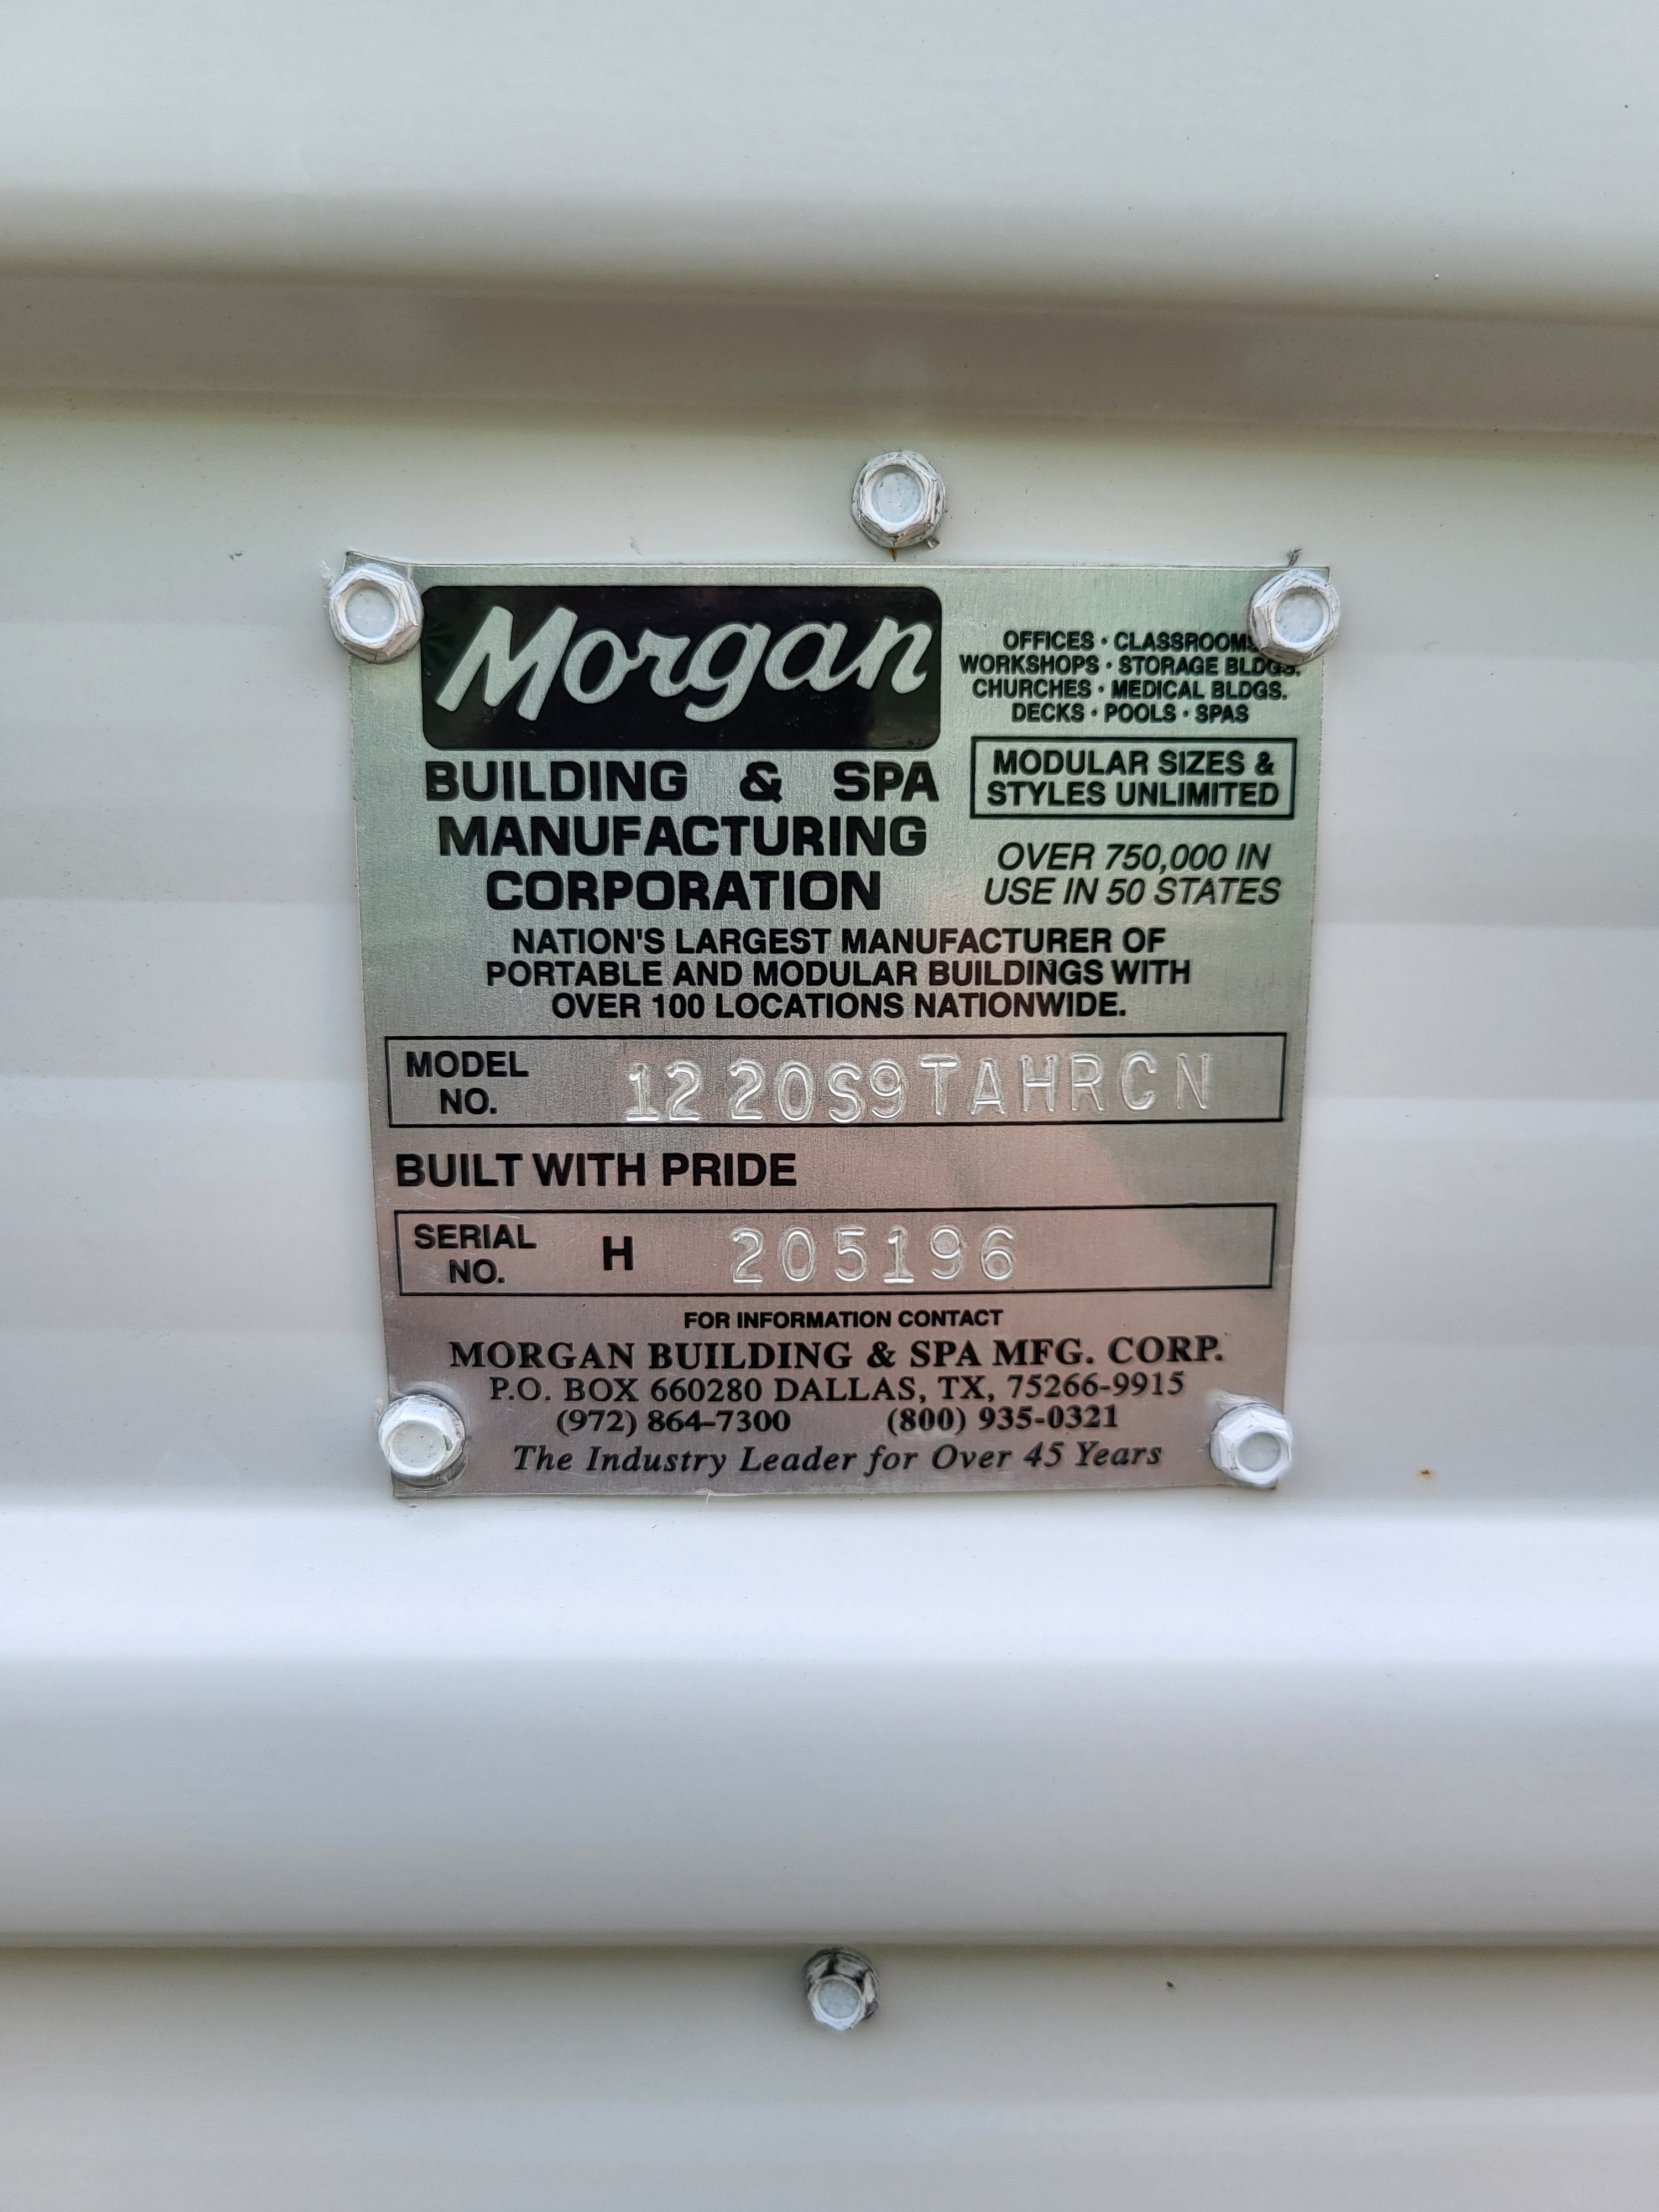 Morgan
BUILDING & SPA
MANUFACTURING
CORPORATION
OFFICES · CLASSROOMS
WORKSHOPS · STORAGE BLDGS.
CHURCHES · MEDICAL BLDGS.
DECKS · POOLS · SPAS
MODULAR SIZES &
STYLES UNLIMITED
OVER 750,000 IN
USE IN 50 STATES
NATION'S LARGEST MANUFACTURER OF
PORTABLE AND MODULAR BUILDINGS WITH
OVER 100 LOCATIONS NATIONWIDE.
MODEL
NO.
12 20S9TAHRCN
BUILT WITH PRIDE
SERIAL
NO.
H 205196
FOR INFORMATION CONTACT
MORGAN BUILDING & SPA MFG. CORP.
P.O. BOX 660280 DALLAS, TX, 75266-9915
(972) 864-7300 (800) 935-0321
The Industry Leader for Over 45 Years